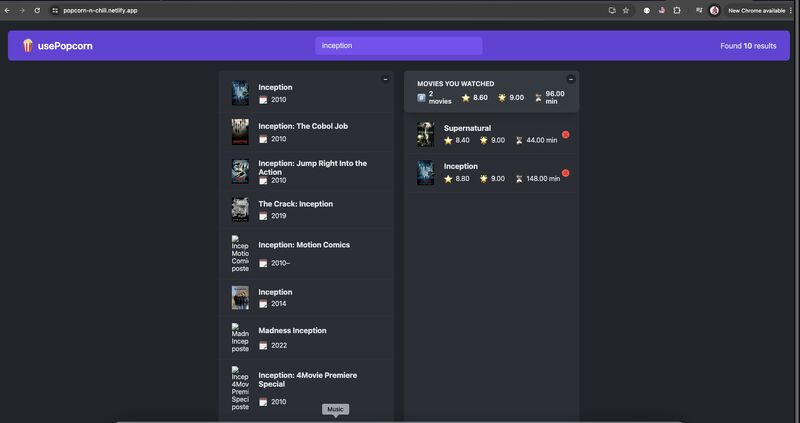 popcorn-n-chill.netlify.app
New Chrome available
usePopcorn
inception
Found 10 results
Inception
2010
Inception: The Cobol Job
2010
Inception: Jump Right Into the
Action
2010
The Crack: Inception
2019
Incep
Motio
Comic
poste
Inception: Motion Comics
2010–
Inception
2014
Madn
Incep
poste
Madness Inception
2022
Incep
4Mov
Premi
Speci
poste
Inception: 4Movie Premiere
Special
2010
MOVIES YOU WATCHED
2
movies
8.60
9.00
96.00
min
Supernatural
8.40
9.00
44.00 min
Inception
8.80
9.00
148.00 min
Music